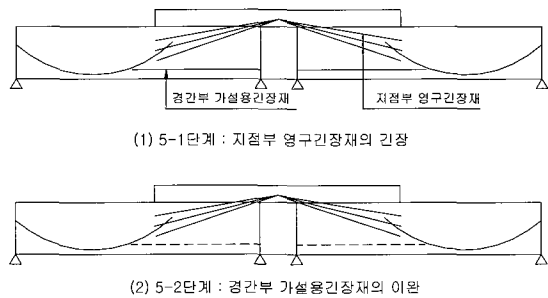 경간부 가설용긴장재
지점부 영구긴장재
(1) 5-1단계 : 지점부 영구긴장재의 긴장
(2) 5-2단계 : 경간부 가설용긴장재의 이완